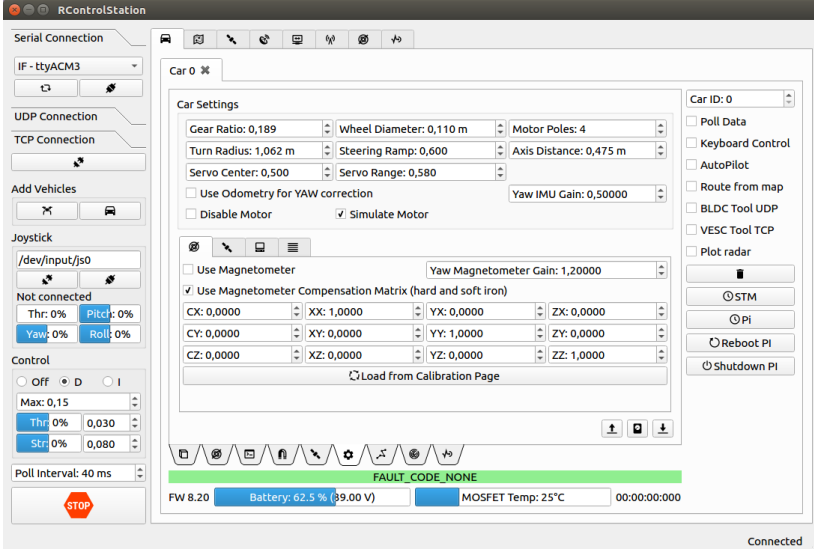 RControlStation
Serial Connection
IF - ttyACM3
UDP Connection
TCP Connection
Add Vehicles
Joystick
/dev/input/js0
Not connected
Thr: 0% Pitch: 0%
Yaw: 0% Roll: 0%
Control
Off D I
Max: 0,15
Thr: 0% 0,030
Str: 0% 0,080
Poll Interval: 40 ms
STOP
Car 0
Car Settings
Gear Ratio: 0,189 Wheel Diameter: 0,110 m Motor Poles: 4
Turn Radius: 1,062 m Steering Ramp: 0,600 Axis Distance: 0,475 m
Servo Center: 0,500 Servo Range: 0,580
Use Odometry for YAW correction Yaw IMU Gain: 0,50000
Disable Motor Simulate Motor
Use Magnetometer Yaw Magnetometer Gain: 1,20000
Use Magnetometer Compensation Matrix (hard and soft iron)
CX: 0,0000 XX: 1,0000 YX: 0,0000 ZX: 0,0000
CY: 0,0000 XY: 0,0000 YY: 1,0000 ZY: 0,0000
CZ: 0,0000 XZ: 0,0000 YZ: 0,0000 ZZ: 1,0000
Load from Calibration Page
FAULT_CODE_NONE
FW 8.20 Battery: 62.5 % (39.00 V) MOSFET Temp: 25°C 00:00:00:000
Car ID: 0
Poll Data
Keyboard Control
AutoPilot
Route from map
BLDC Tool UDP
VESC Tool TCP
Plot radar
STM
Pi
Reboot PI
Shutdown PI
Connected